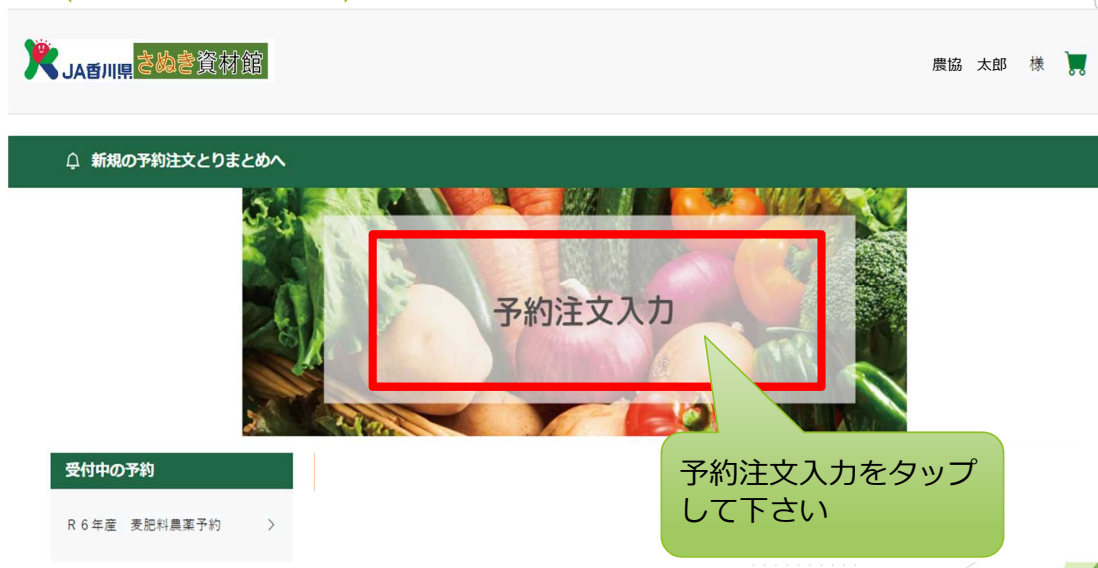 JA香川県 さぬき資材館
農協　太郎　様
新規の予約注文とりまとめへ
予約注文入力
受付中の予約
R６年産　麦肥料農薬予約
予約注文入力をタップ
して下さい